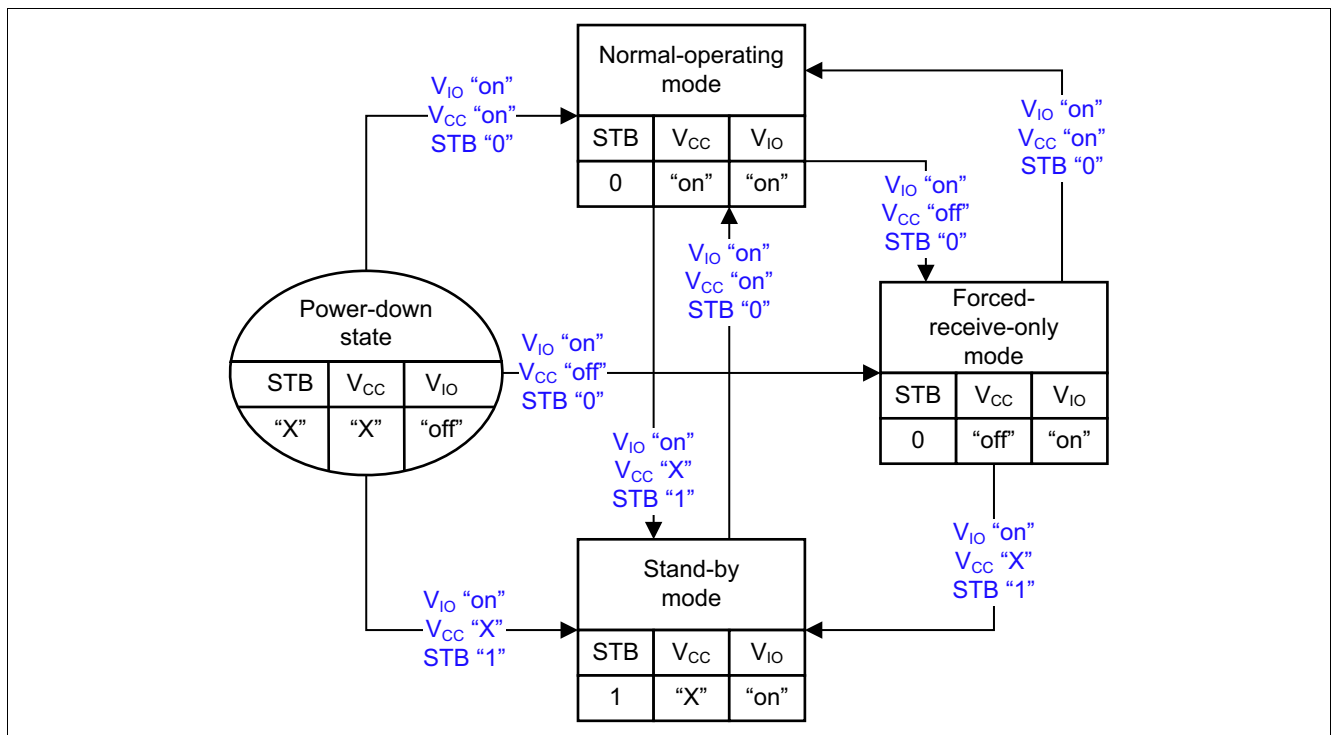 Normal-operating
mode
STB VCC VIO
0 “on” “on”
VIO “on”
VCC “on”
STB “0”
VIO “on”
VCC “on”
STB “0”
VIO “on”
VCC “off”
STB “0”
VIO “on”
VCC “on”
STB “0”
Power-down
state
STB VCC VIO
“X” “X” “off”
VIO “on”
VCC “off”
STB “0”
Forced-
receive-only
mode
STB VCC VIO
0 “off” “on”
VIO “on”
VCC “X”
STB “1”
VIO “on”
VCC “X”
STB “1”
VIO “on”
VCC “X”
STB “1”
Stand-by
mode
STB VCC VIO
1 “X” “on”